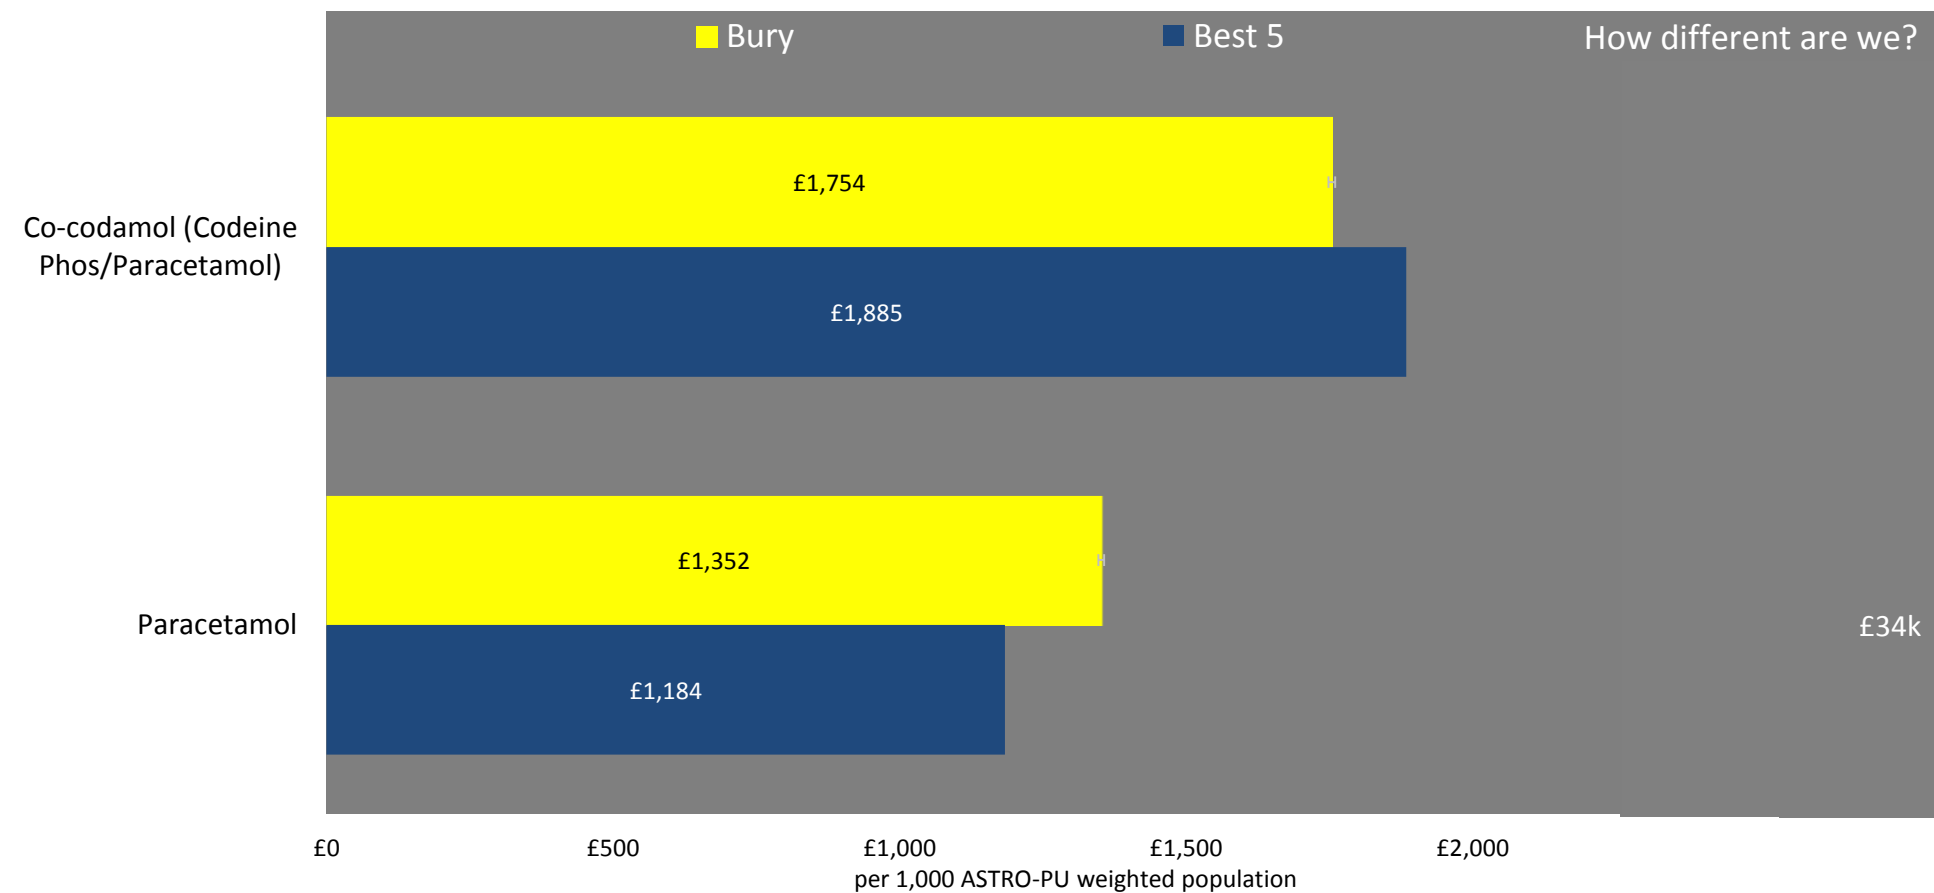 Bury
Best 5
How different are we?
Co-codamol (Codeine
Phos/Paracetamol)
£1,754
£1,885
Paracetamol
£1,352
£1,184
£34k
£0 £500 £1,000 £1,500 £2,000
per 1,000 ASTRO-PU weighted population